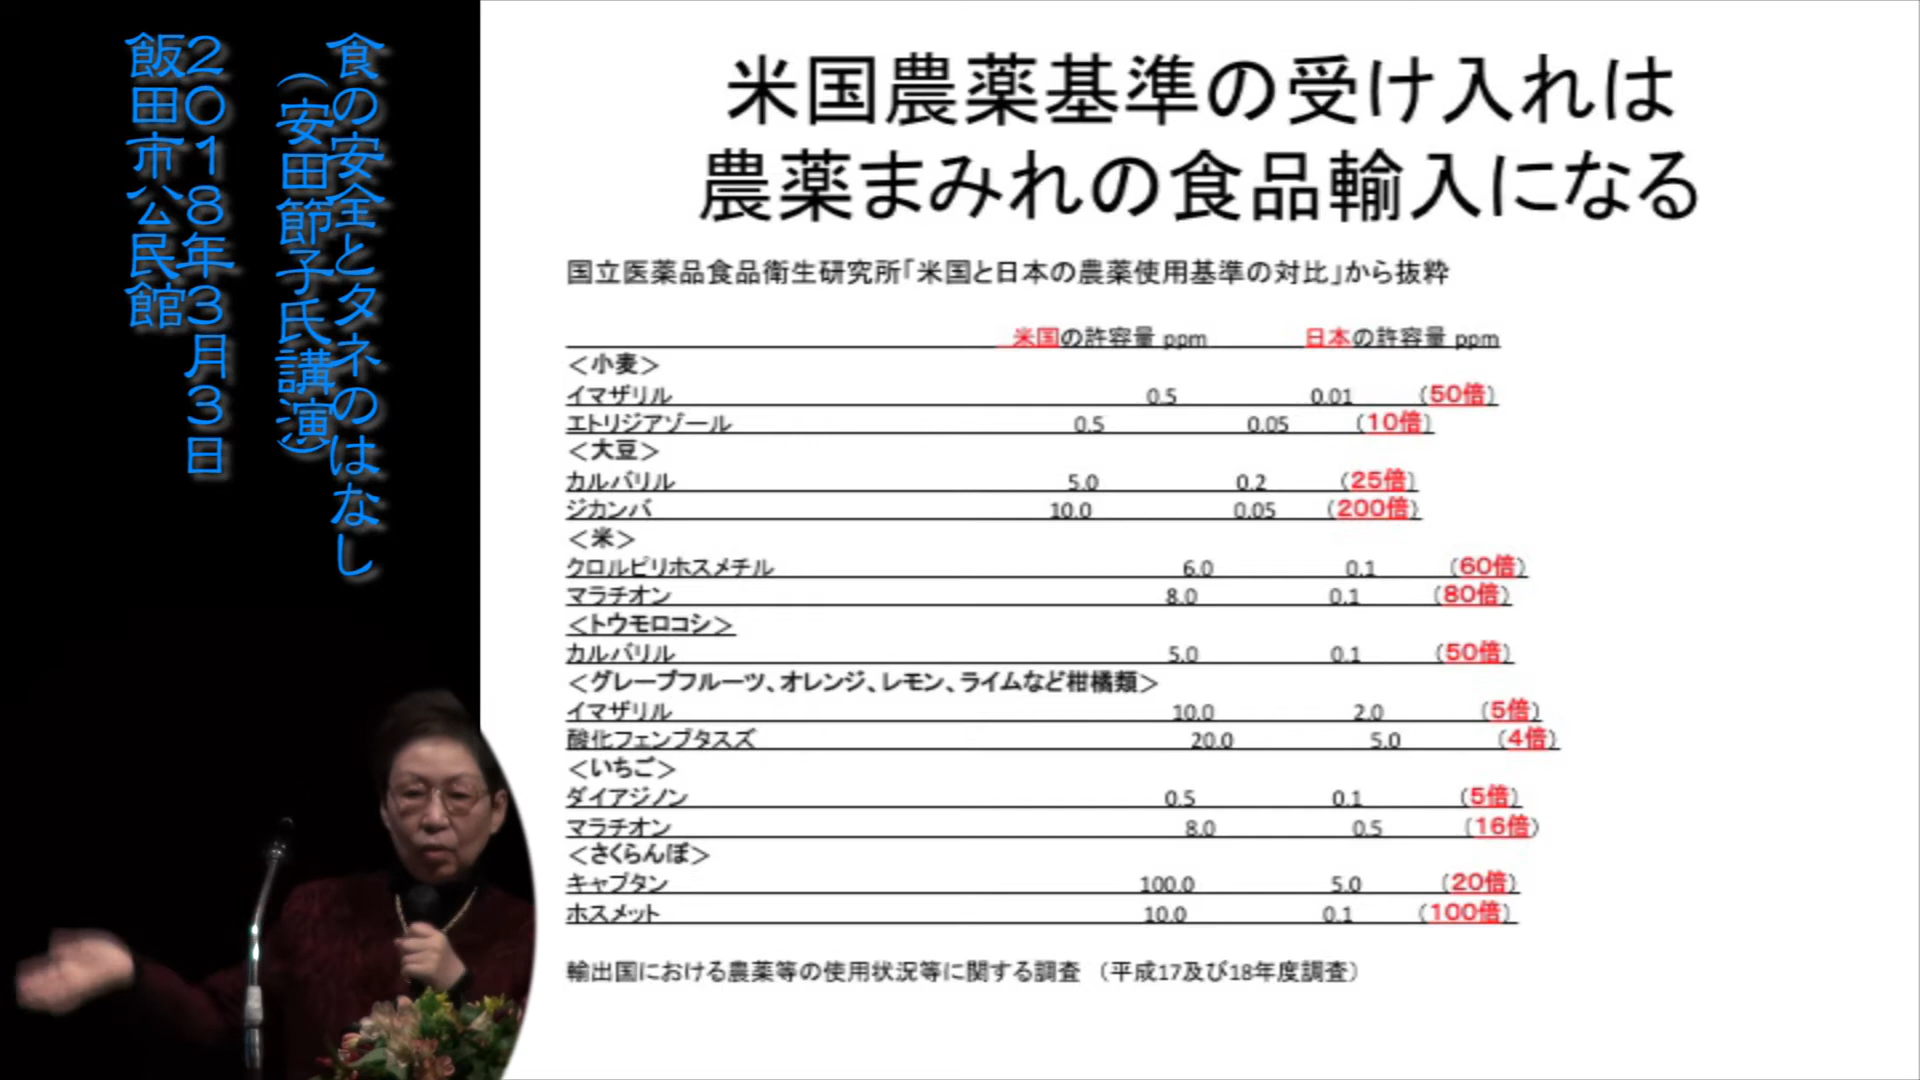 食の安全とタネのはなし
（安田節子氏講演）
２０１８年３月３日
飯田市公民館
米国農薬基準の受け入れは
農薬まみれの食品輸入になる
国立医薬品食品衛生研究所「米国と日本の農薬使用基準の対比」から抜粋
米国の許容量 ppm 日本の許容量 ppm
＜小麦＞
イマザリル 0.5 0.01 （50倍）
エトリジアゾール 0.5 0.05 （10倍）
＜大豆＞
カルバリル 5.0 0.2 （25倍）
ジカンバ 10.0 0.05 （200倍）
＜米＞
クロルピリホスメチル 6.0 0.1 （60倍）
マラチオン 8.0 0.1 （80倍）
＜トウモロコシ＞
カルバリル 5.0 0.1 （50倍）
＜グレープフルーツ、オレンジ、レモン、ライムなど柑橘類＞
イマザリル 10.0 2.0 （5倍）
酸化フェンブタスズ 20.0 5.0 （4倍）
＜いちご＞
ダイアジノン 0.5 0.1 （5倍）
マラチオン 8.0 0.5 （16倍）
＜さくらんぼ＞
キャプタン 100.0 5.0 （20倍）
ホスメット 10.0 0.1 （100倍）
輸出国における農薬等の使用状況等に関する調査 （平成17及び18年度調査）